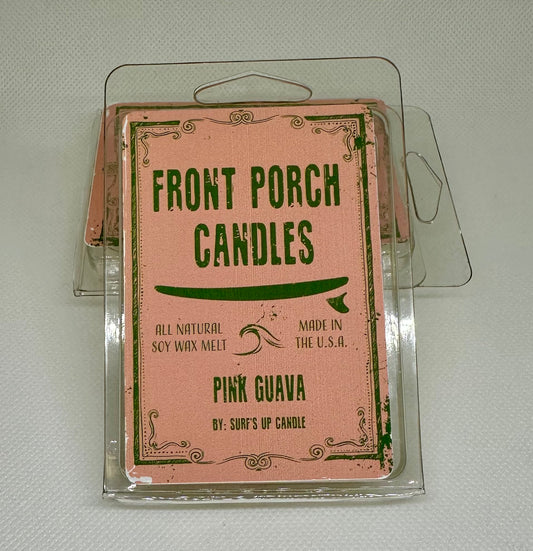 FRONT PORCH
CANDLES
ALL NATURAL
SOY WAX MELT
MADE IN
THE U.S.A.
PINK GUAVA
BY: SURF'S UP CANDLE